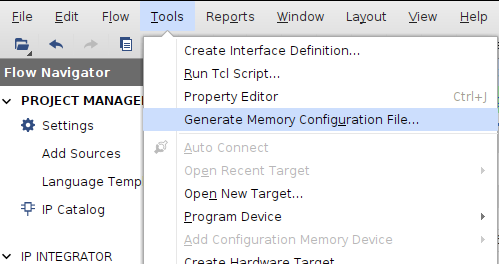 File Edit Flow Tools Reports Window Layout View Help
Flow Navigator
PROJECT MANAGE
Settings
Add Sources
Language Temp
IP Catalog
IP INTEGRATOR
Create Interface Definition...
Run Tcl Script...
Property Editor Ctrl+J
Generate Memory Configuration File...
Auto Connect
Open Recent Target
Open New Target...
Program Device
Add Configuration Memory Device
Create Hardware Target